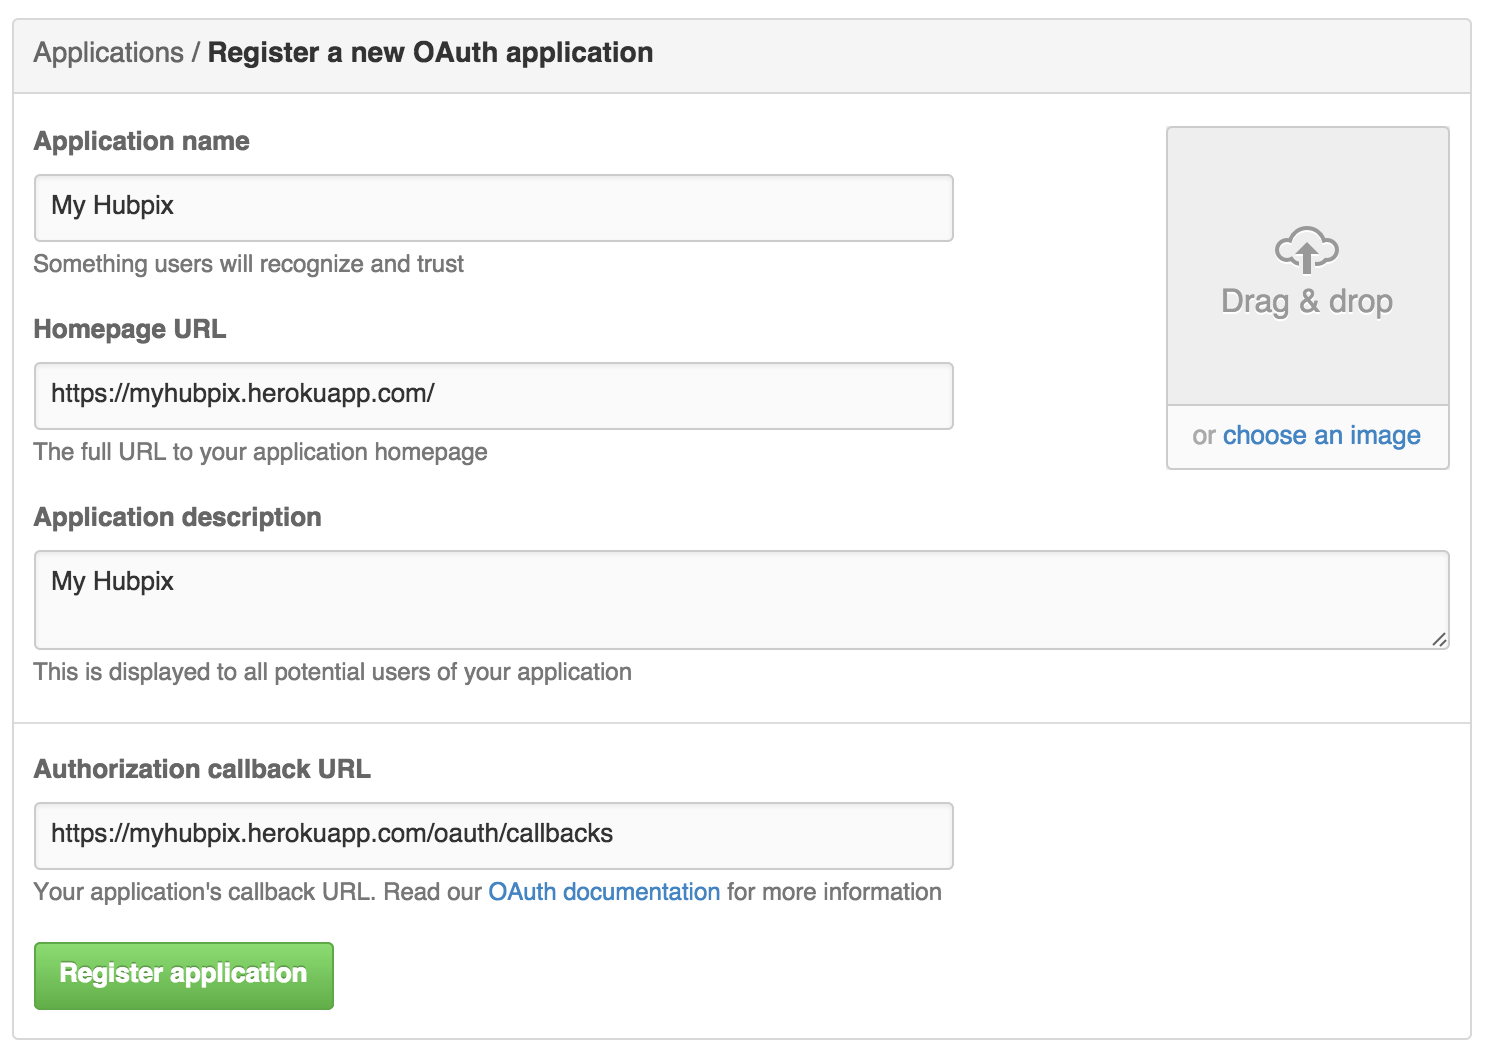 Applications / Register a new OAuth application
Application name
My Hubpix
Something users will recognize and trust
Homepage URL
https://myhubpix.herokuapp.com/
The full URL to your application homepage
Drag & drop
or choose an image
Application description
My Hubpix
This is displayed to all potential users of your application
Authorization callback URL
https://myhubpix.herokuapp.com/oauth/callbacks
Your application's callback URL. Read our OAuth documentation for more information
Register application